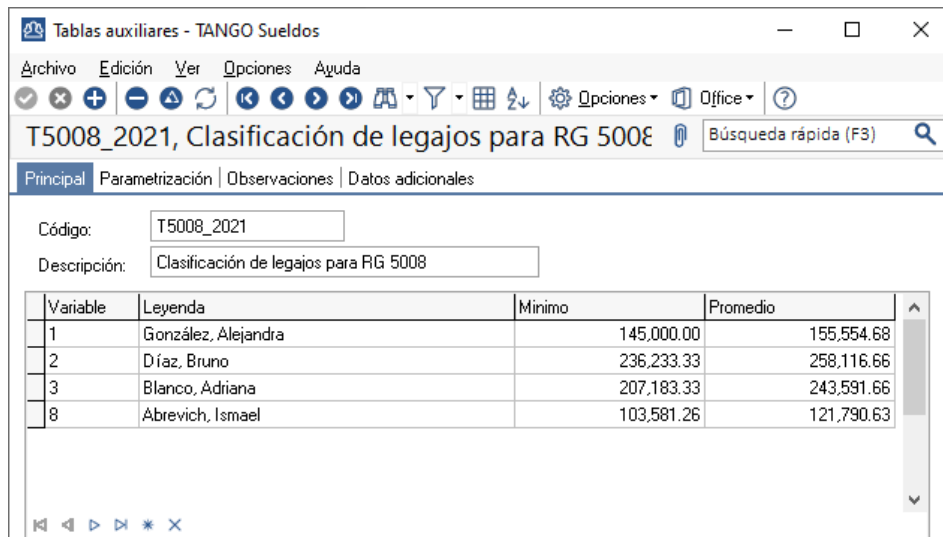 Tablas auxiliares - TANGO Sueldos
Archivo Edición Ver Opciones Ayuda
Opciones Office
T5008_2021, Clasificación de legajos para RG 5008 Búsqueda rápida (F3)
Principal Parametrización Observaciones Datos adicionales
Código: T5008_2021
Descripción: Clasificación de legajos para RG 5008
Variable Leyenda Minimo Promedio
1 González, Alejandra 145,000.00 155,554.68
2 Díaz, Bruno 236,233.33 258,116.66
3 Blanco, Adriana 207,183.33 243,591.66
8 Abrevich, Ismael 103,581.26 121,790.63